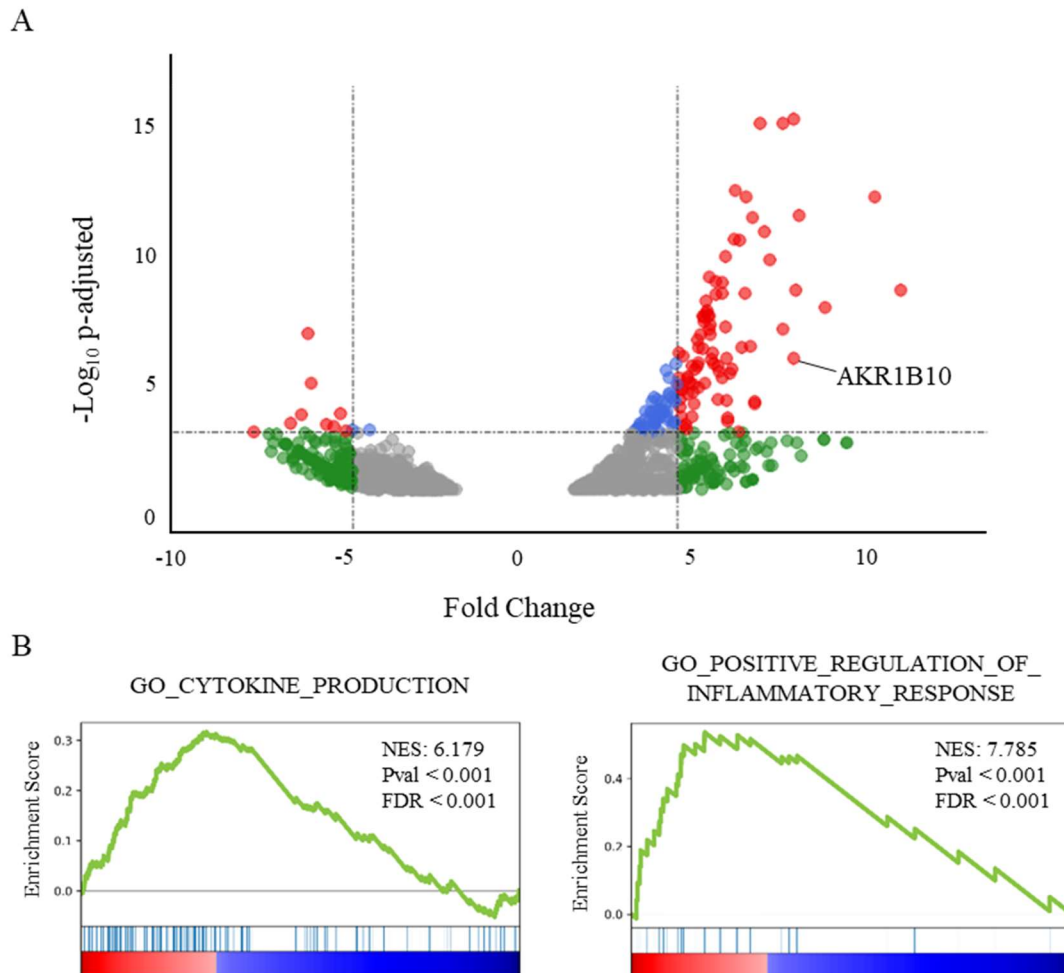 A
15
10
5
0
-Log₁₀ p-adjusted
AKR1B10
-10 -5 0 5 10
Fold Change
B
GO_CYTOKINE_PRODUCTION
0.3
0.2
0.1
0.0
Enrichment Score
NES: 6.179
Pval < 0.001
FDR < 0.001
GO_POSITIVE_REGULATION_OF_
INFLAMMATORY_RESPONSE
0.4
0.2
0.0
Enrichment Score
NES: 7.785
Pval < 0.001
FDR < 0.001